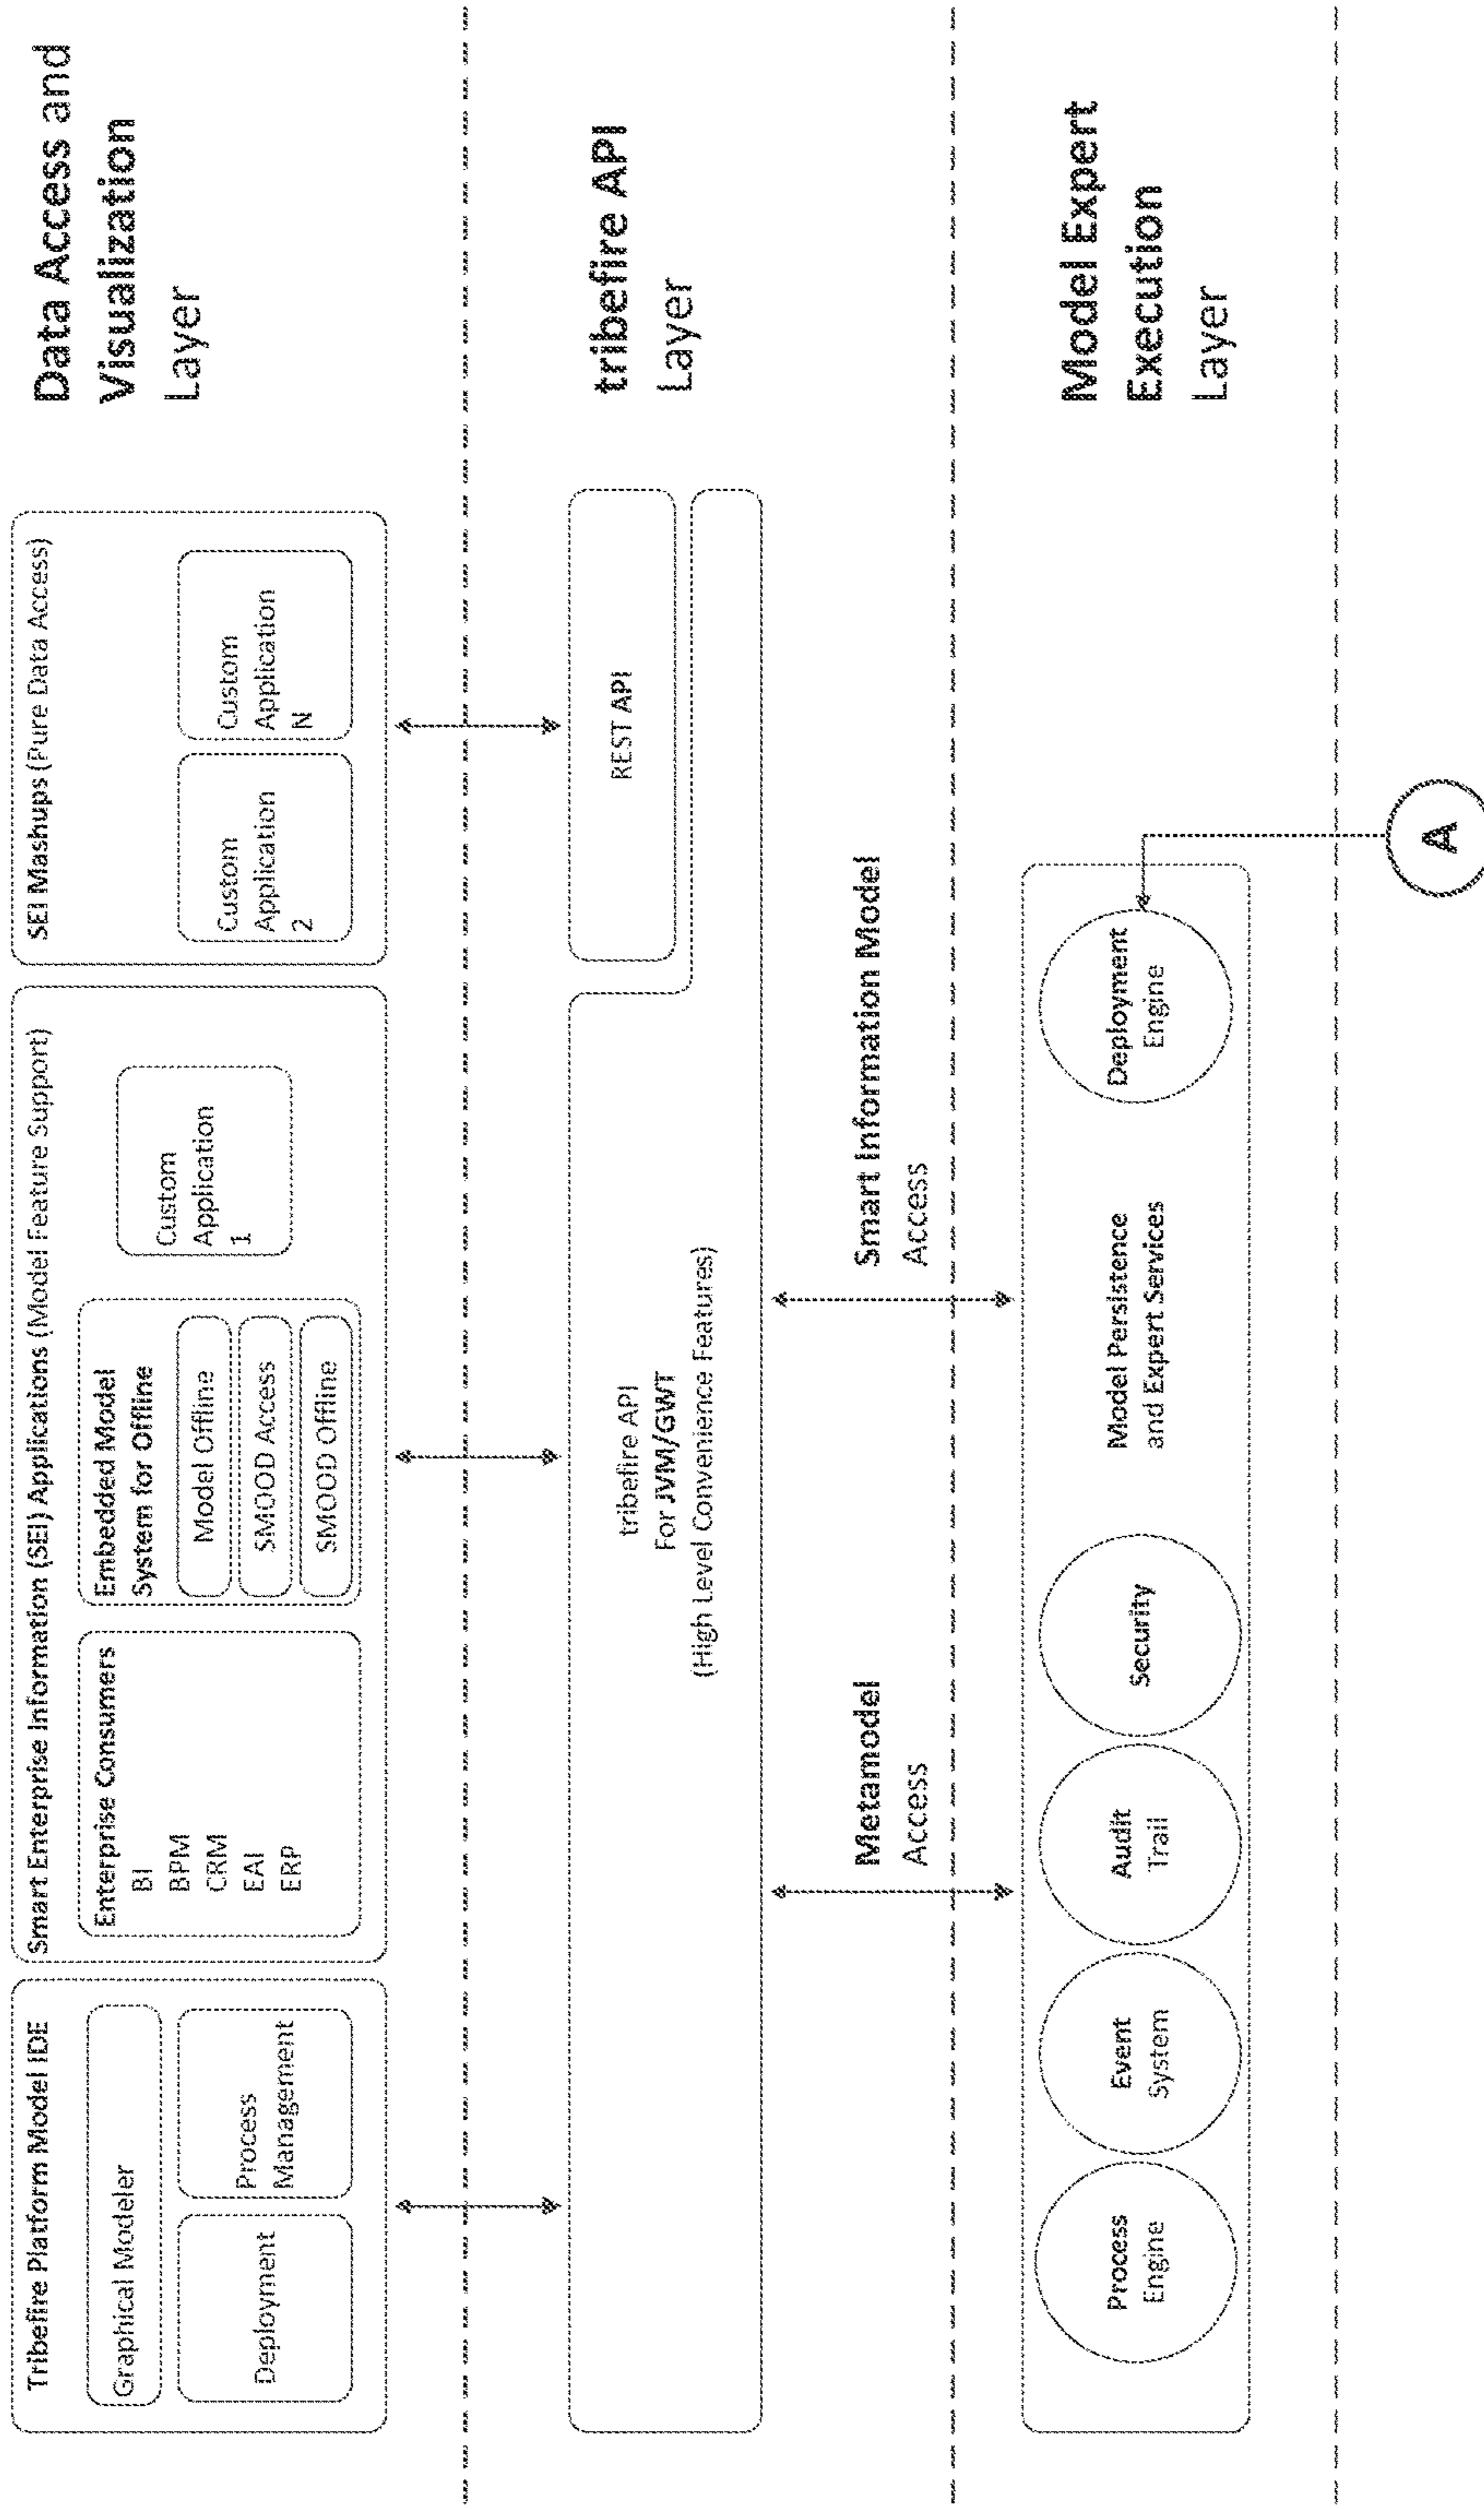 Tribefire Platform Model IDE
Graphical Modeler
Deployment
Process
Management
Smart Enterprise Information (SEI) Applications (Model Feature Support)
Enterprise Consumers
BI
BPM
CRM
EAI
ERP
Embedded Model
System for Offline
Model Offline
SMOOD Access
SMOOD Offline
Custom
Application
1
SEI Mashups (Pure Data Access)
Custom
Application
2
Custom
Application
N
Data Access and
Visualization
Layer
tribefire API
For JVM/GWT
(High Level Convenience Features)
REST API
tribefire API
Layer
Metamodel
Access
Smart Information Model
Access
Process
Engine
Event
System
Audit
Trail
Security
Model Persistence
and Expert Services
Deployment
Engine
Model Expert
Execution
Layer
A